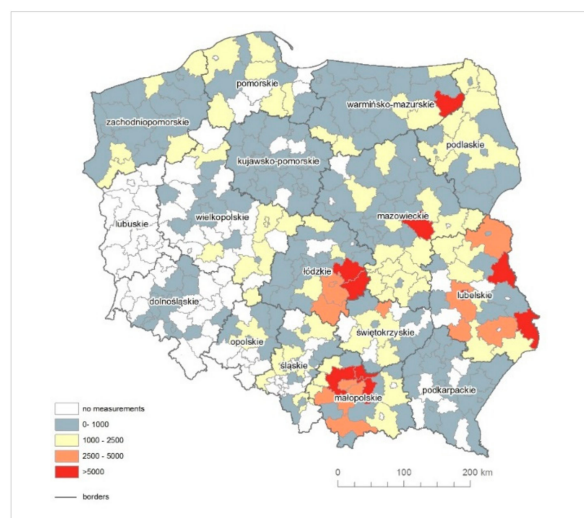 pomorskie
warmińsko-mazurskie
zachodniopomorskie
podlaskie
kujawsko-pomorskie
mazowieckie
wielkopolskie
lubuskie
łódzkie
lubelskie
dolnośląskie
świętokrzyskie
opolskie
śląskie
podkarpackie
małopolskie
no measurements
0- 1000
1000 - 2500
2500 - 5000
>5000
borders
0 100 200 km